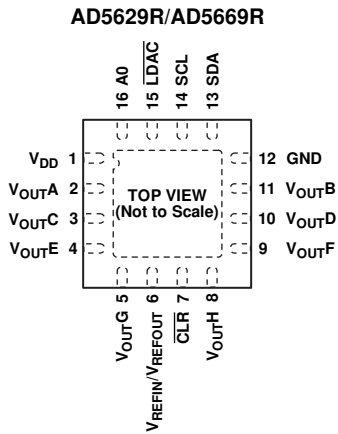 AD5629R/AD5669R
16 A0
15 L̅D̅A̅C̅
14 SCL
13 SDA
VDD 1
VOUTA 2
VOUTC 3
VOUTE 4
TOP VIEW
(Not to Scale)
12 GND
11 VOUTB
10 VOUTD
9 VOUTF
VOUTG 5
VREFIN/VREFOUT 6
C̅L̅R̅ 7
VOUTH 8